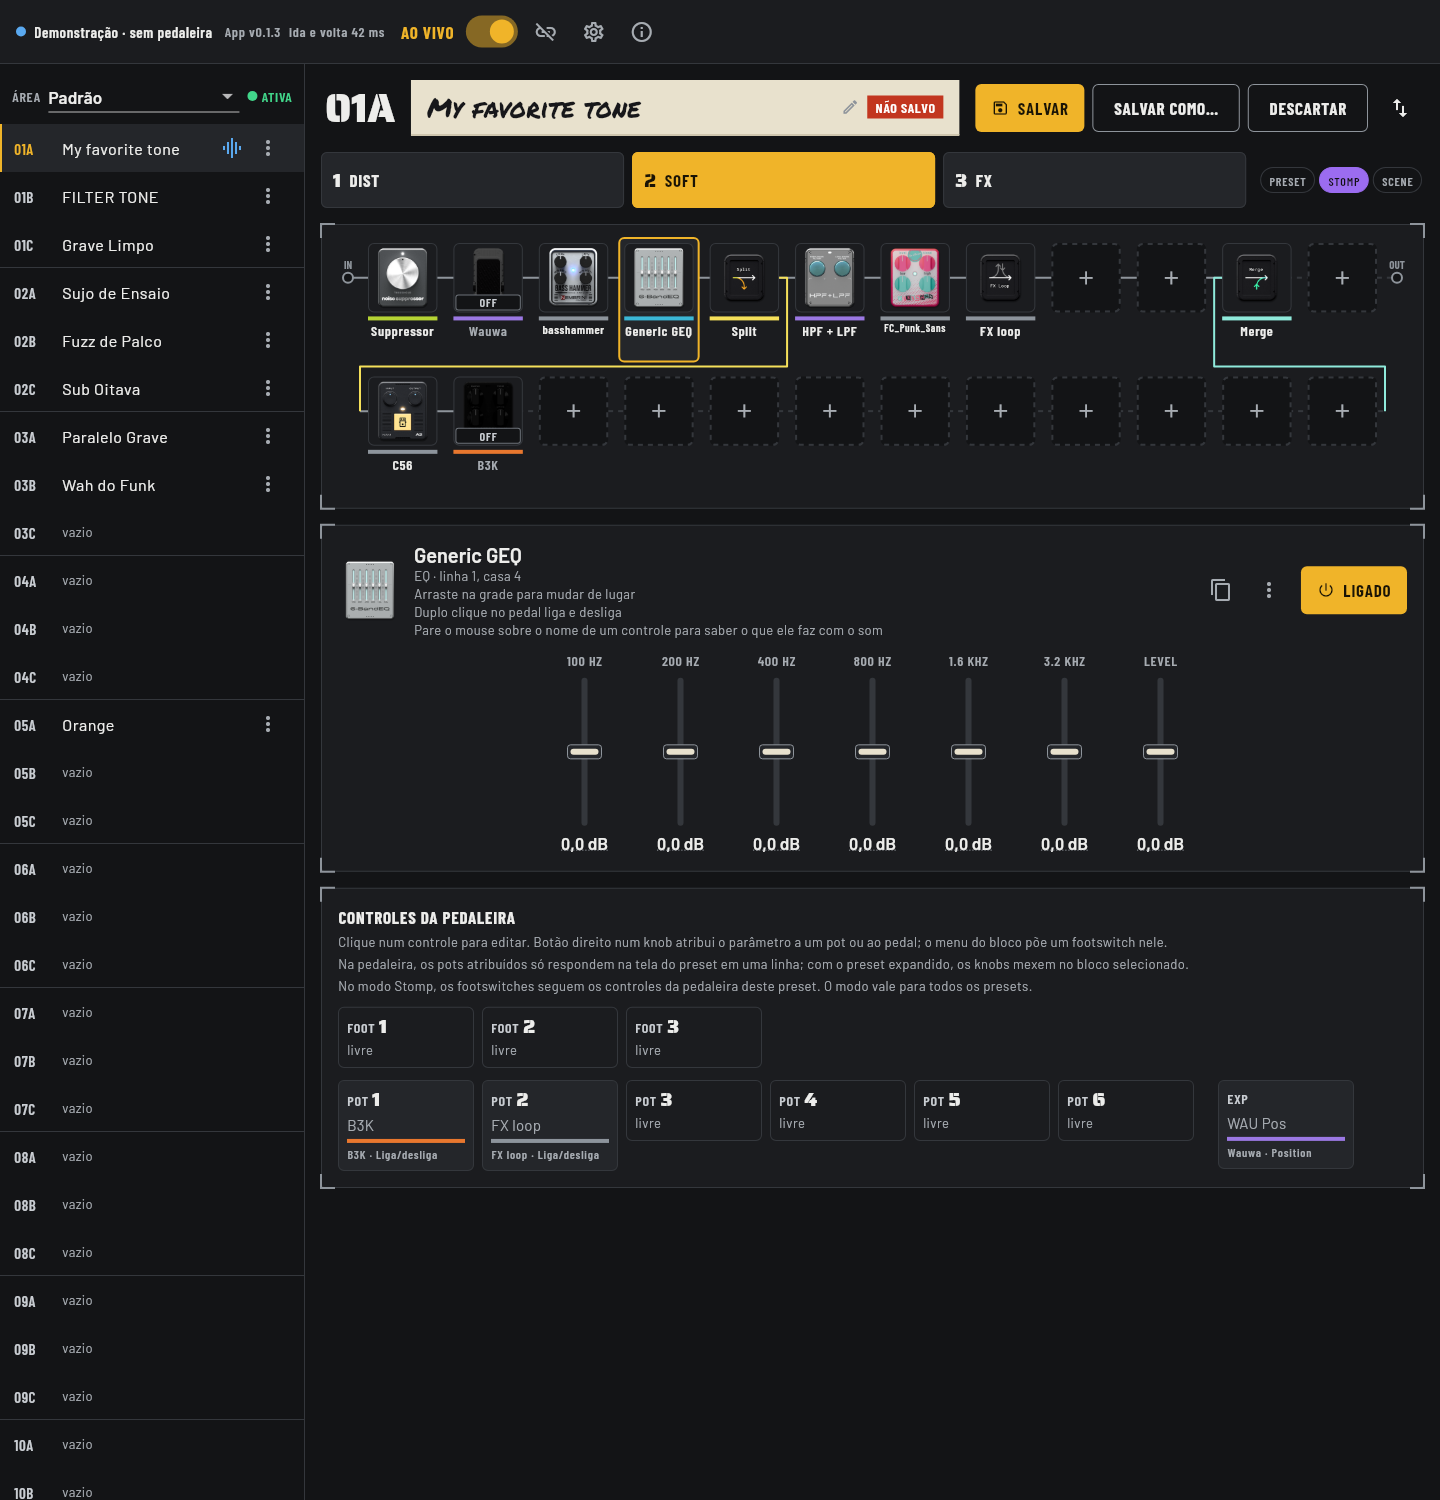 Demonstração · sem pedaleira App v0.1.3 Ida e volta 42 ms AO VIVO
ÁREA Padrão ATIVA
01A My favorite tone
01B FILTER TONE
01C Grave Limpo
02A Sujo de Ensaio
02B Fuzz de Palco
02C Sub Oitava
03A Paralelo Grave
03B Wah do Funk
03C vazio
04A vazio
04B vazio
04C vazio
05A Orange
05B vazio
05C vazio
06A vazio
06B vazio
06C vazio
07A vazio
07B vazio
07C vazio
08A vazio
08B vazio
08C vazio
09A vazio
09B vazio
09C vazio
10A vazio
10B vazio
01A My favorite tone NÃO SALVO SALVAR SALVAR COMO... DESCARTAR
1 DIST 2 SOFT 3 FX PRESET STOMP SCENE
IN OUT
noise suppressor OFF BASS HAMMER 6-BandEQ Split HPF+LPF FX Loop Merge
Suppressor Wauwa basshammer Generic GEQ Split HPF + LPF FC_Punk_Sans FX loop Merge
OFF
C56 B3K
6-BandEQ
Generic GEQ
EQ · linha 1, casa 4
Arraste na grade para mudar de lugar
Duplo clique no pedal liga e desliga
Pare o mouse sobre o nome de um controle para saber o que ele faz com o som
LIGADO
100 HZ 200 HZ 400 HZ 800 HZ 1.6 KHZ 3.2 KHZ LEVEL
0,0 dB 0,0 dB 0,0 dB 0,0 dB 0,0 dB 0,0 dB 0,0 dB
CONTROLES DA PEDALEIRA
Clique num controle para editar. Botão direito num knob atribui o parâmetro a um pot ou ao pedal; o menu do bloco põe um footswitch nele.
Na pedaleira, os pots atribuídos só respondem na tela do preset em uma linha; com o preset expandido, os knobs mexem no bloco selecionado.
No modo Stomp, os footswitches seguem os controles da pedaleira deste preset. O modo vale para todos os presets.
FOOT 1 FOOT 2 FOOT 3
livre livre livre
POT 1 POT 2 POT 3 POT 4 POT 5 POT 6 EXP
B3K FX loop livre livre livre livre WAU Pos
B3K · Liga/desliga FX loop · Liga/desliga Wauwa · Position